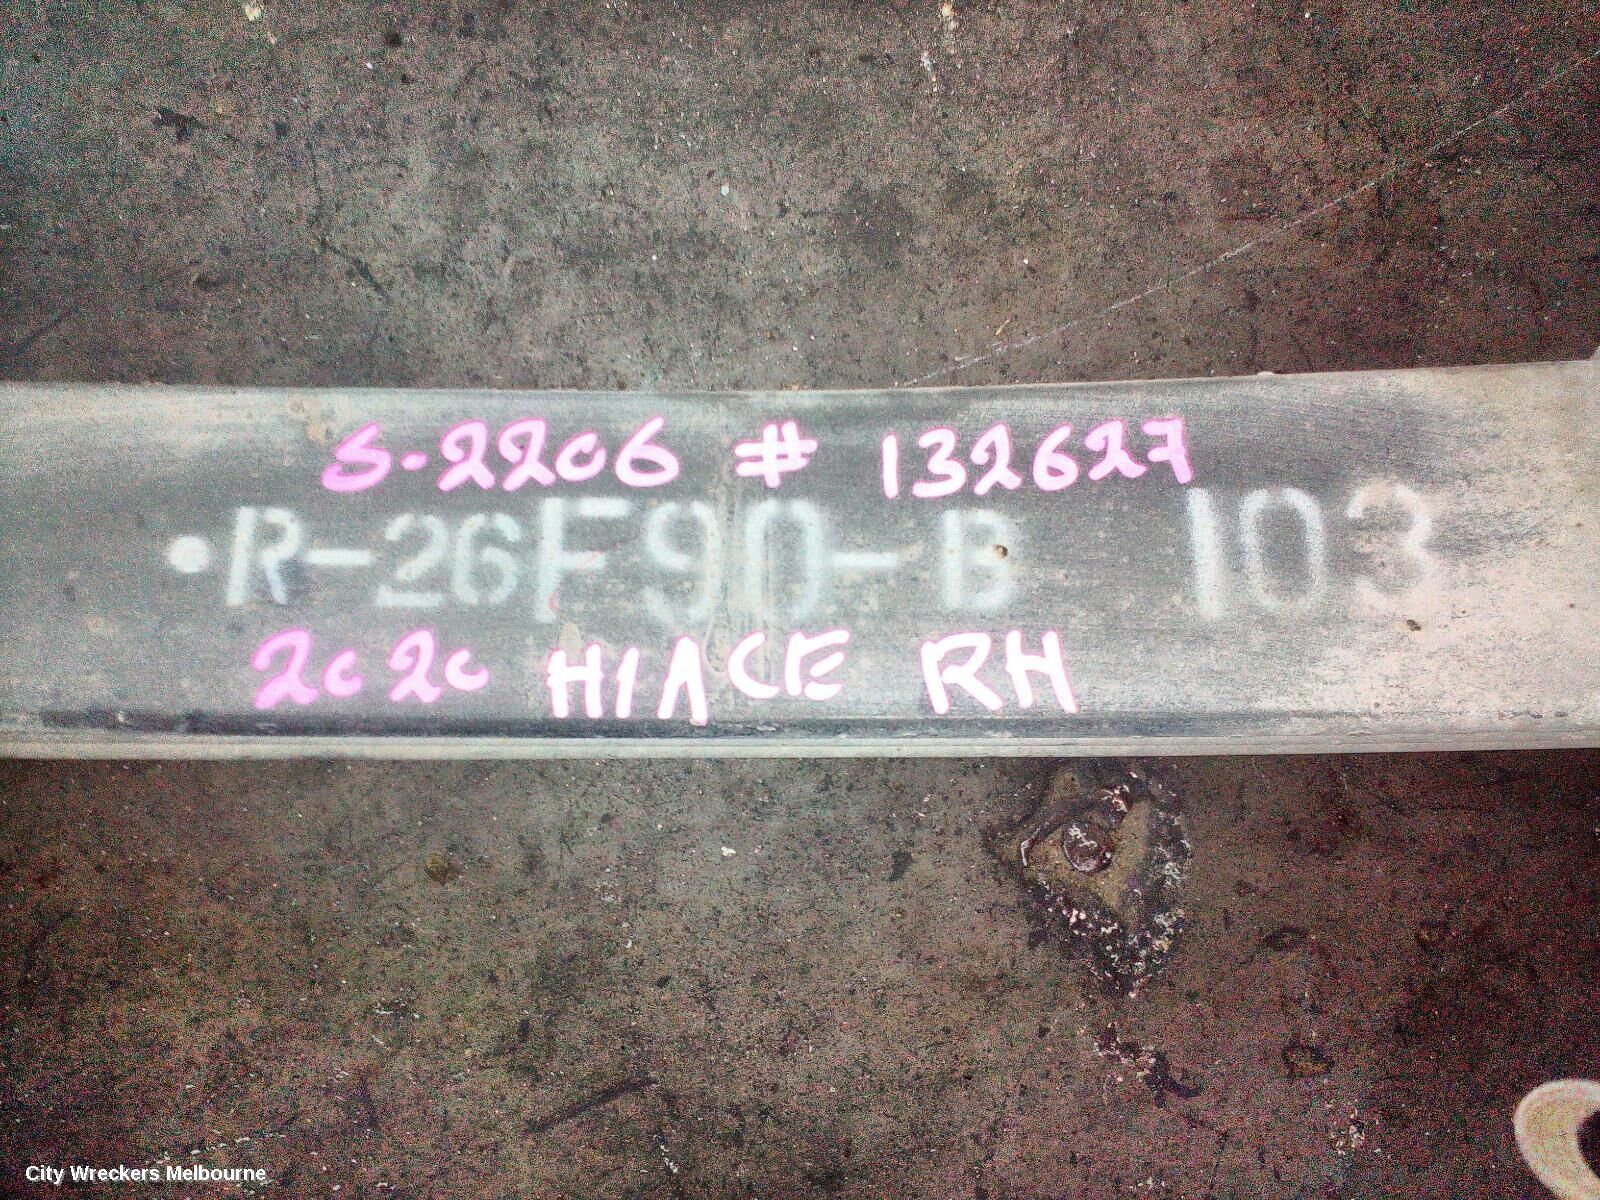 S-2206 # 132627
•R-26F90-B 103
2020 HIACE RH
City Wreckers Melbourne